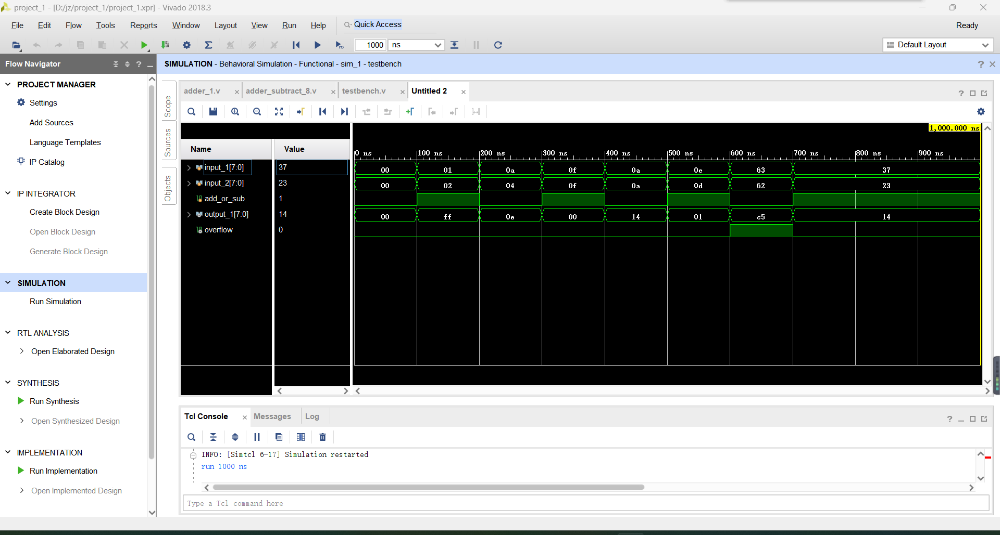 project_1 - [D:/jz/project_1/project_1.xpr] - Vivado 2018.3
File Edit Flow Tools Reports Window Layout View Run Help Quick Access Ready
1000 ns Default Layout
Flow Navigator
SIMULATION - Behavioral Simulation - Functional - sim_1 - testbench
PROJECT MANAGER
Settings
Add Sources
Language Templates
IP Catalog
IP INTEGRATOR
Create Block Design
Open Block Design
Generate Block Design
SIMULATION
Run Simulation
RTL ANALYSIS
Open Elaborated Design
SYNTHESIS
Run Synthesis
Open Synthesized Design
IMPLEMENTATION
Run Implementation
Open Implemented Design
Scope
Sources
Objects
adder_1.v adder_subtract_8.v testbench.v Untitled 2
1,000.000 ns
Name Value
0 ns 100 ns 200 ns 300 ns 400 ns 500 ns 600 ns 700 ns 800 ns 900 ns
input_1[7:0] 37 00 01 0a 0f 0a 0e 63 37
input_2[7:0] 23 00 02 04 0f 0a 0d 62 23
add_or_sub 1
output_1[7:0] 14 00 ff 0e 00 14 01 c5 14
overflow 0
Tcl Console Messages Log
INFO: [Simtcl 6-17] Simulation restarted
run 1000 ns
Type a Tcl command here